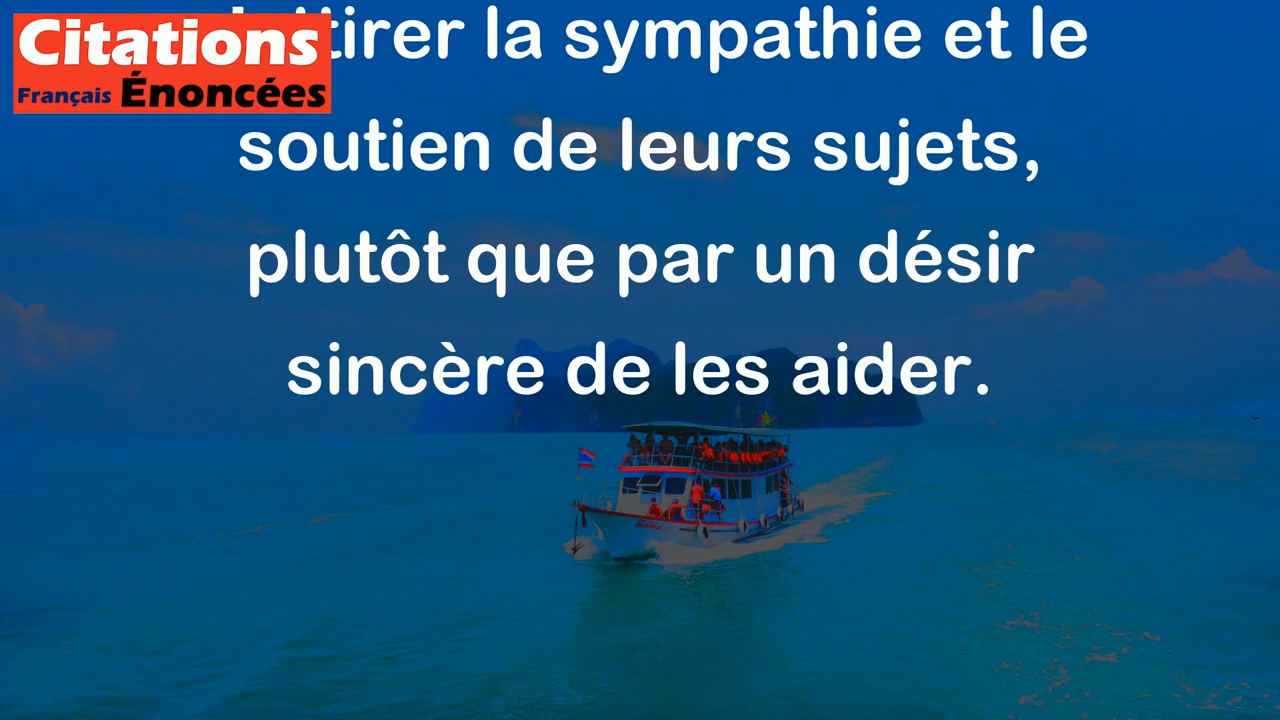 Citations
Français Énoncées
la sympathie et le
soutien de leurs sujets,
plutôt que par un désir
sincère de les aider.